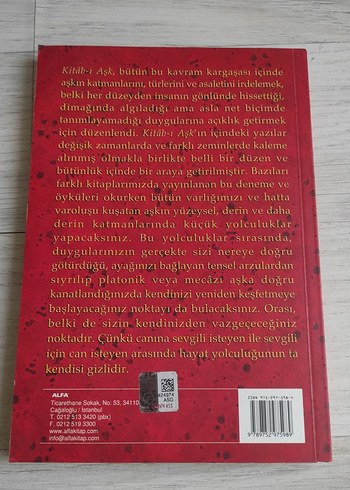 Kitâb-ı Aşk, bütün bu kavram kargaşası içinde
aşkın katmanlarını, türlerini ve asaletini irdelemek,
belki her düzeyden insanın gönlünde hissettiği,
dimağında algıladığı ama asla net biçimde
tanımlayamadığı duygularına açıklık getirmek
için düzenlendi. Kitâb-ı Aşk'ın içindeki yazılar
değişik zamanlarda ve farklı zeminlerde kaleme
alınmış olmakla birlikte belli bir düzen ve
bütünlük içinde bir araya getirilmiştir. Bazıları
farklı kitaplarımızda yayınlanan bu deneme ve
öyküleri okurken bütün varlığımızı ve hatta
varoluşu kuşatan aşkın yüzeysel, derin ve daha
derin katmanlarında küçük yolculuklar
yapacaksınız. Bu yolculuklar sırasında,
duygularınızın gerçekte sizi nereye doğru
götürdüğü, ayağınızı bağlayan tensel arzulardan
sıyrılıp platonik veya mecâzi aşka doğru
kanatlandığınızda kendinizi yeniden keşfetmeye
başlayacağınız noktayı da bulacaksınız. Orası,
belki de sizin kendinizden vazgeçeceğiniz
noktadır. Çünkü canına sevgili isteyen ile sevgili
için can isteyen arasında hayat yolculuğunun ta
kendisi gizlidir.
ALFA
Ticarethane Sokak, No: 53, 34110
Cağaloğlu / İstanbul
T. 0212 513 3420 (pbx)
F. 0212 519 3300
www.alfakitap.com
info@alfakitap.com
9 789752 975989